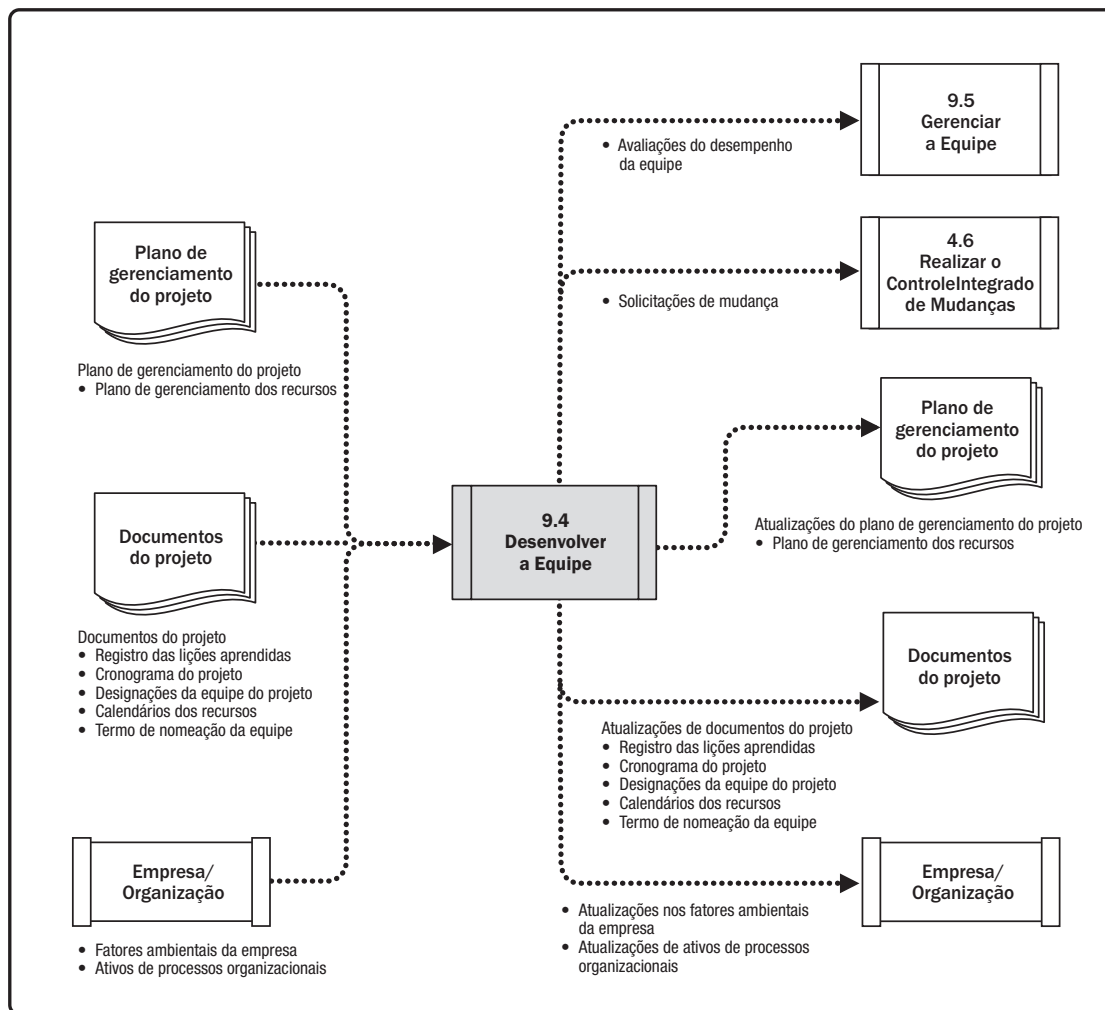 Plano de
gerenciamento
do projeto
Plano de gerenciamento do projeto
• Plano de gerenciamento dos recursos
Documentos
do projeto
Documentos do projeto
• Registro das lições aprendidas
• Cronograma do projeto
• Designações da equipe do projeto
• Calendários dos recursos
• Termo de nomeação da equipe
Empresa/
Organização
• Fatores ambientais da empresa
• Ativos de processos organizacionais
9.4
Desenvolver
a Equipe
• Avaliações do desempenho
da equipe
9.5
Gerenciar
a Equipe
• Solicitações de mudança
4.6
Realizar o
ControleIntegrado
de Mudanças
Plano de
gerenciamento
do projeto
Atualizações do plano de gerenciamento do projeto
• Plano de gerenciamento dos recursos
Documentos
do projeto
Atualizações de documentos do projeto
• Registro das lições aprendidas
• Cronograma do projeto
• Designações da equipe do projeto
• Calendários dos recursos
• Termo de nomeação da equipe
Empresa/
Organização
• Atualizações nos fatores ambientais
da empresa
• Atualizações de ativos de processos
organizacionais